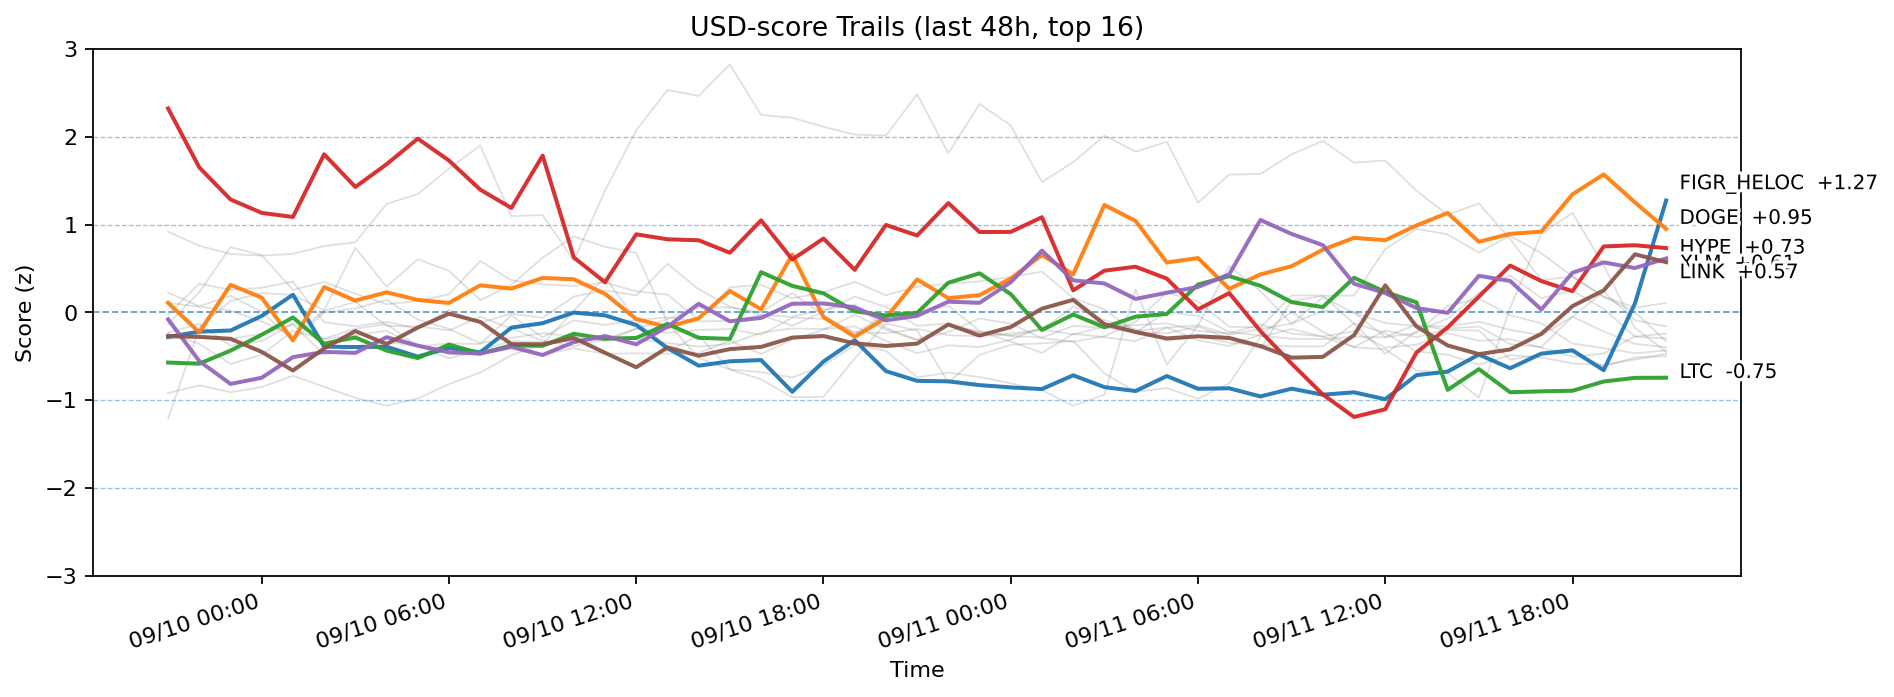 USD-score Trails (last 48h, top 16)
3
2
1
0
−1
−2
−3
Score (z)
FIGR_HELOC +1.27
DOGE +0.95
HYPE +0.73
XLM +0.61
LINK +0.57
LTC -0.75
09/10 00:00
09/10 06:00
09/10 12:00
09/10 18:00
09/11 00:00
09/11 06:00
09/11 12:00
09/11 18:00
Time